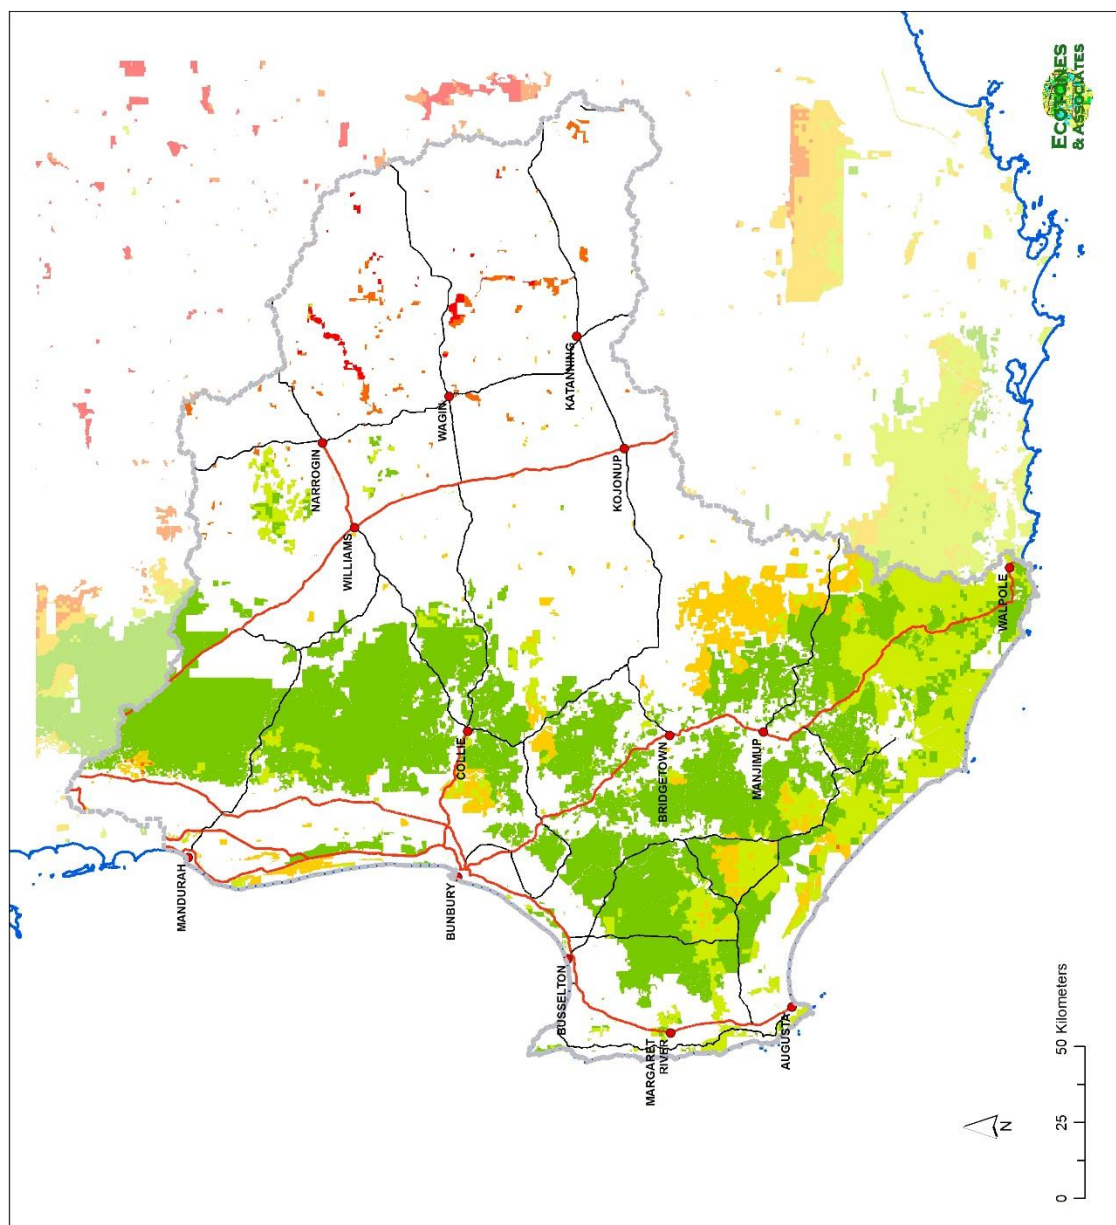 ECOTONES
& ASSOCIATES
MANDURAH
NARROGIN
WILLIAMS
WAGIN
COLLIE
BUNBURY
KATANNING
BUSSELTON
KOJONUP
BRIDGETOWN
MARGARET
RIVER
MANJIMUP
AUGUSTA
WALPOLE
N
0 25 50 Kilometers